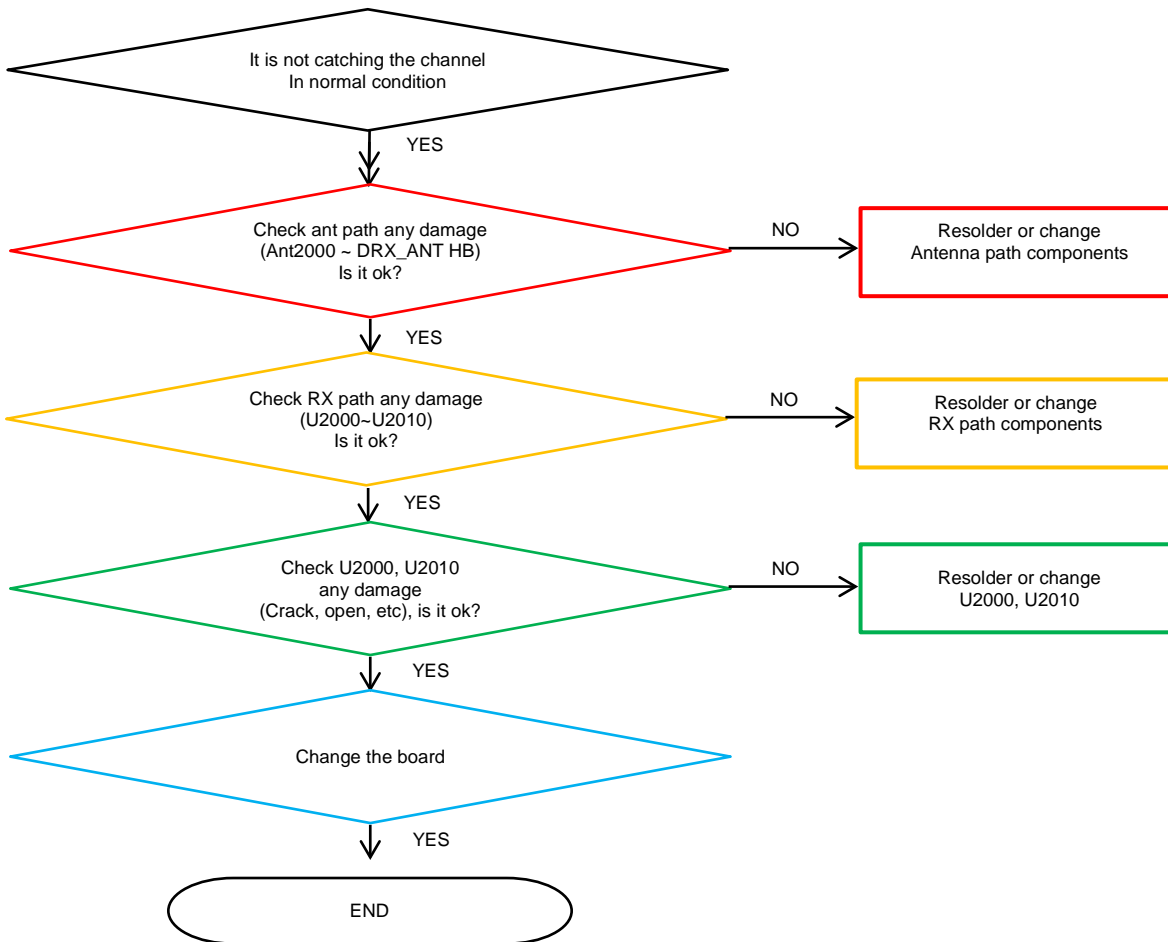 It is not catching the channel
In normal condition
YES
Check ant path any damage
(Ant2000 ~ DRX_ANT HB)
Is it ok?
NO
Resolder or change
Antenna path components
YES
Check RX path any damage
(U2000~U2010)
Is it ok?
NO
Resolder or change
RX path components
YES
Check U2000, U2010
any damage
(Crack, open, etc), is it ok?
NO
Resolder or change
U2000, U2010
YES
Change the board
YES
END